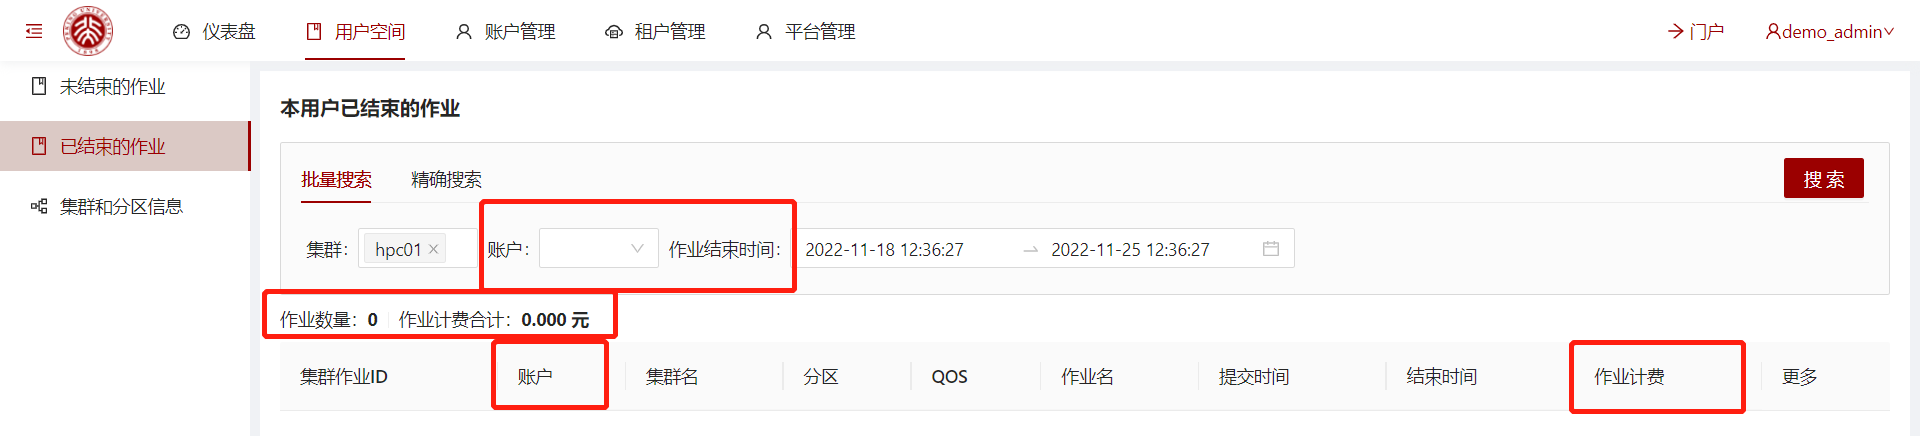 仪表盘 用户空间 账户管理 租户管理 平台管理 门户 demo_admin
未结束的作业
已结束的作业
集群和分区信息
本用户已结束的作业
批量搜索 精确搜索 搜 索
集群: hpc01 账户: 作业结束时间: 2022-11-18 12:36:27 2022-11-25 12:36:27
作业数量: 0 作业计费合计: 0.000 元
集群作业ID 账户 集群名 分区 QOS 作业名 提交时间 结束时间 作业计费 更多